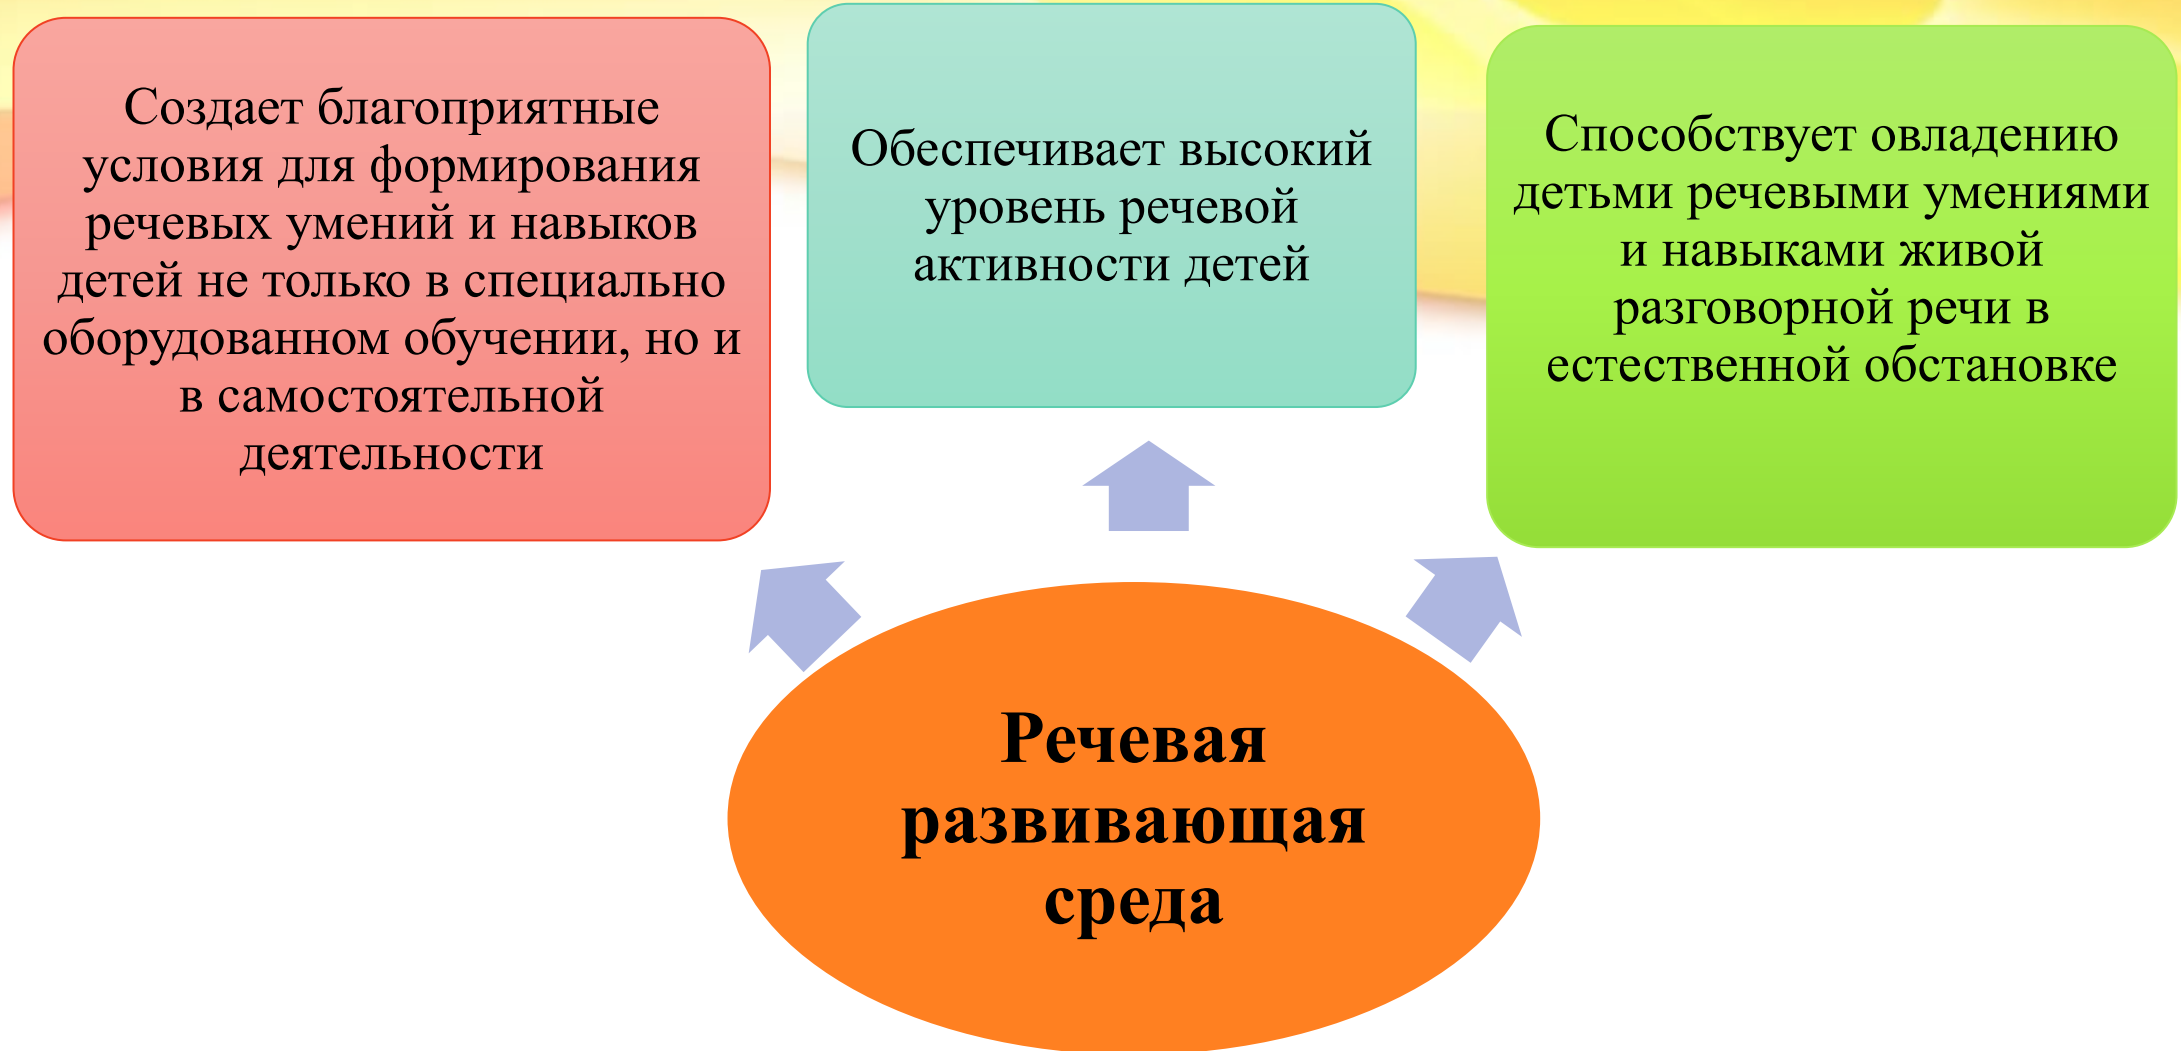 Создает благоприятные
условия для формирования
речевых умений и навыков
детей не только в специально
оборудованном обучении, но и
в самостоятельной
деятельности
Обеспечивает высокий
уровень речевой
активности детей
Способствует овладению
детьми речевыми умениями
и навыками живой
разговорной речи в
естественной обстановке
Речевая
развивающая
среда